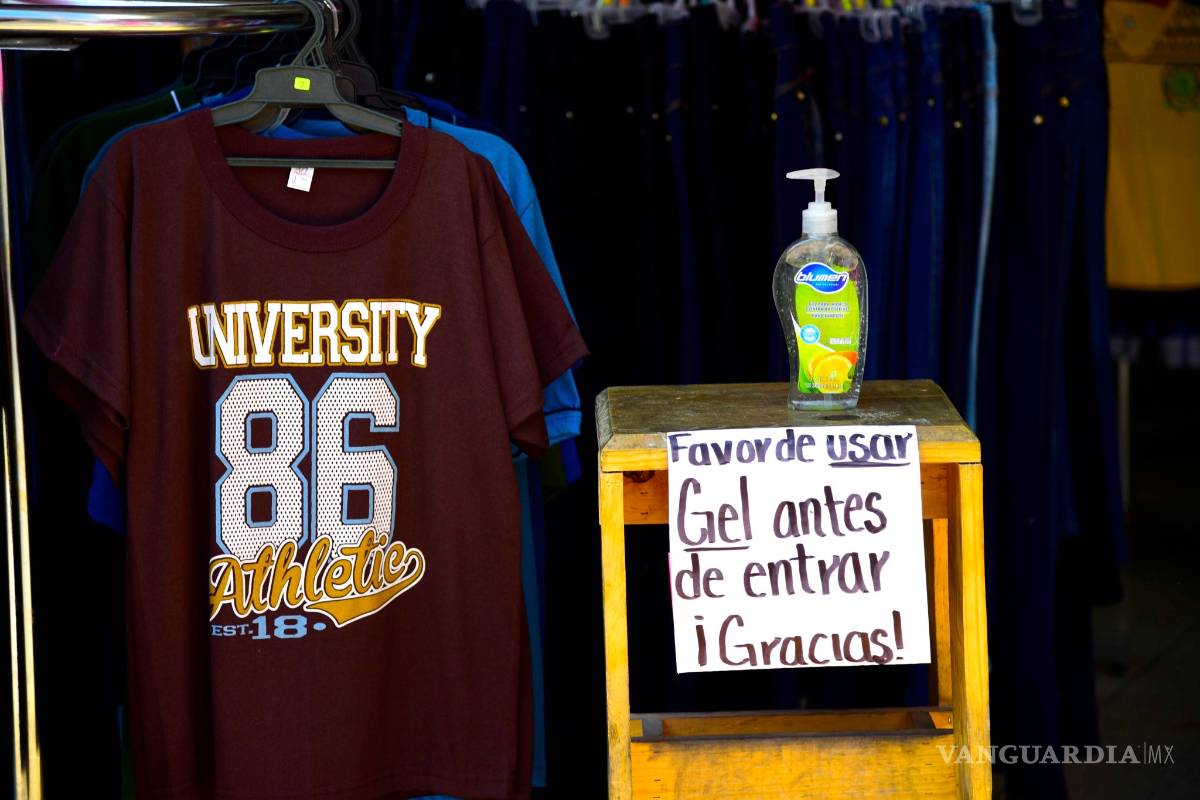 UNIVERSITY
86
Athletic
EST. 18
blumen
Favor de usar
Gel antes
de entrar
¡Gracias!
VANGUARDIA|MX